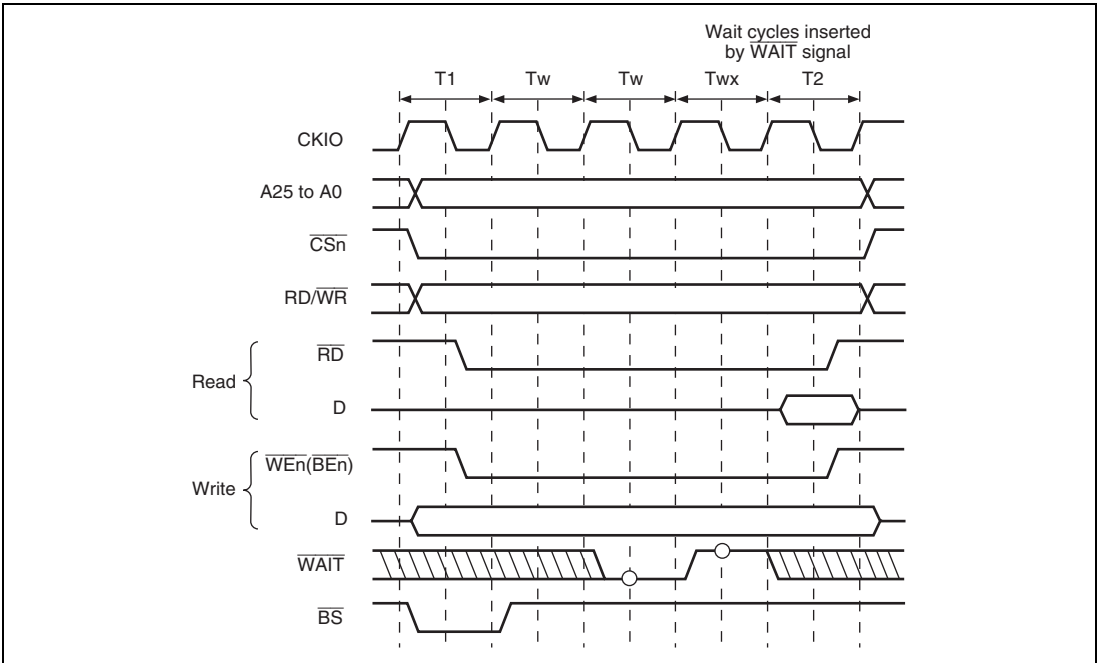 Wait cycles inserted
by WAIT signal
T1 Tw Tw Twx T2
CKIO
A25 to A0
CSn
RD/WR
Read
RD
D
Write
WEn(BEn)
D
WAIT
BS